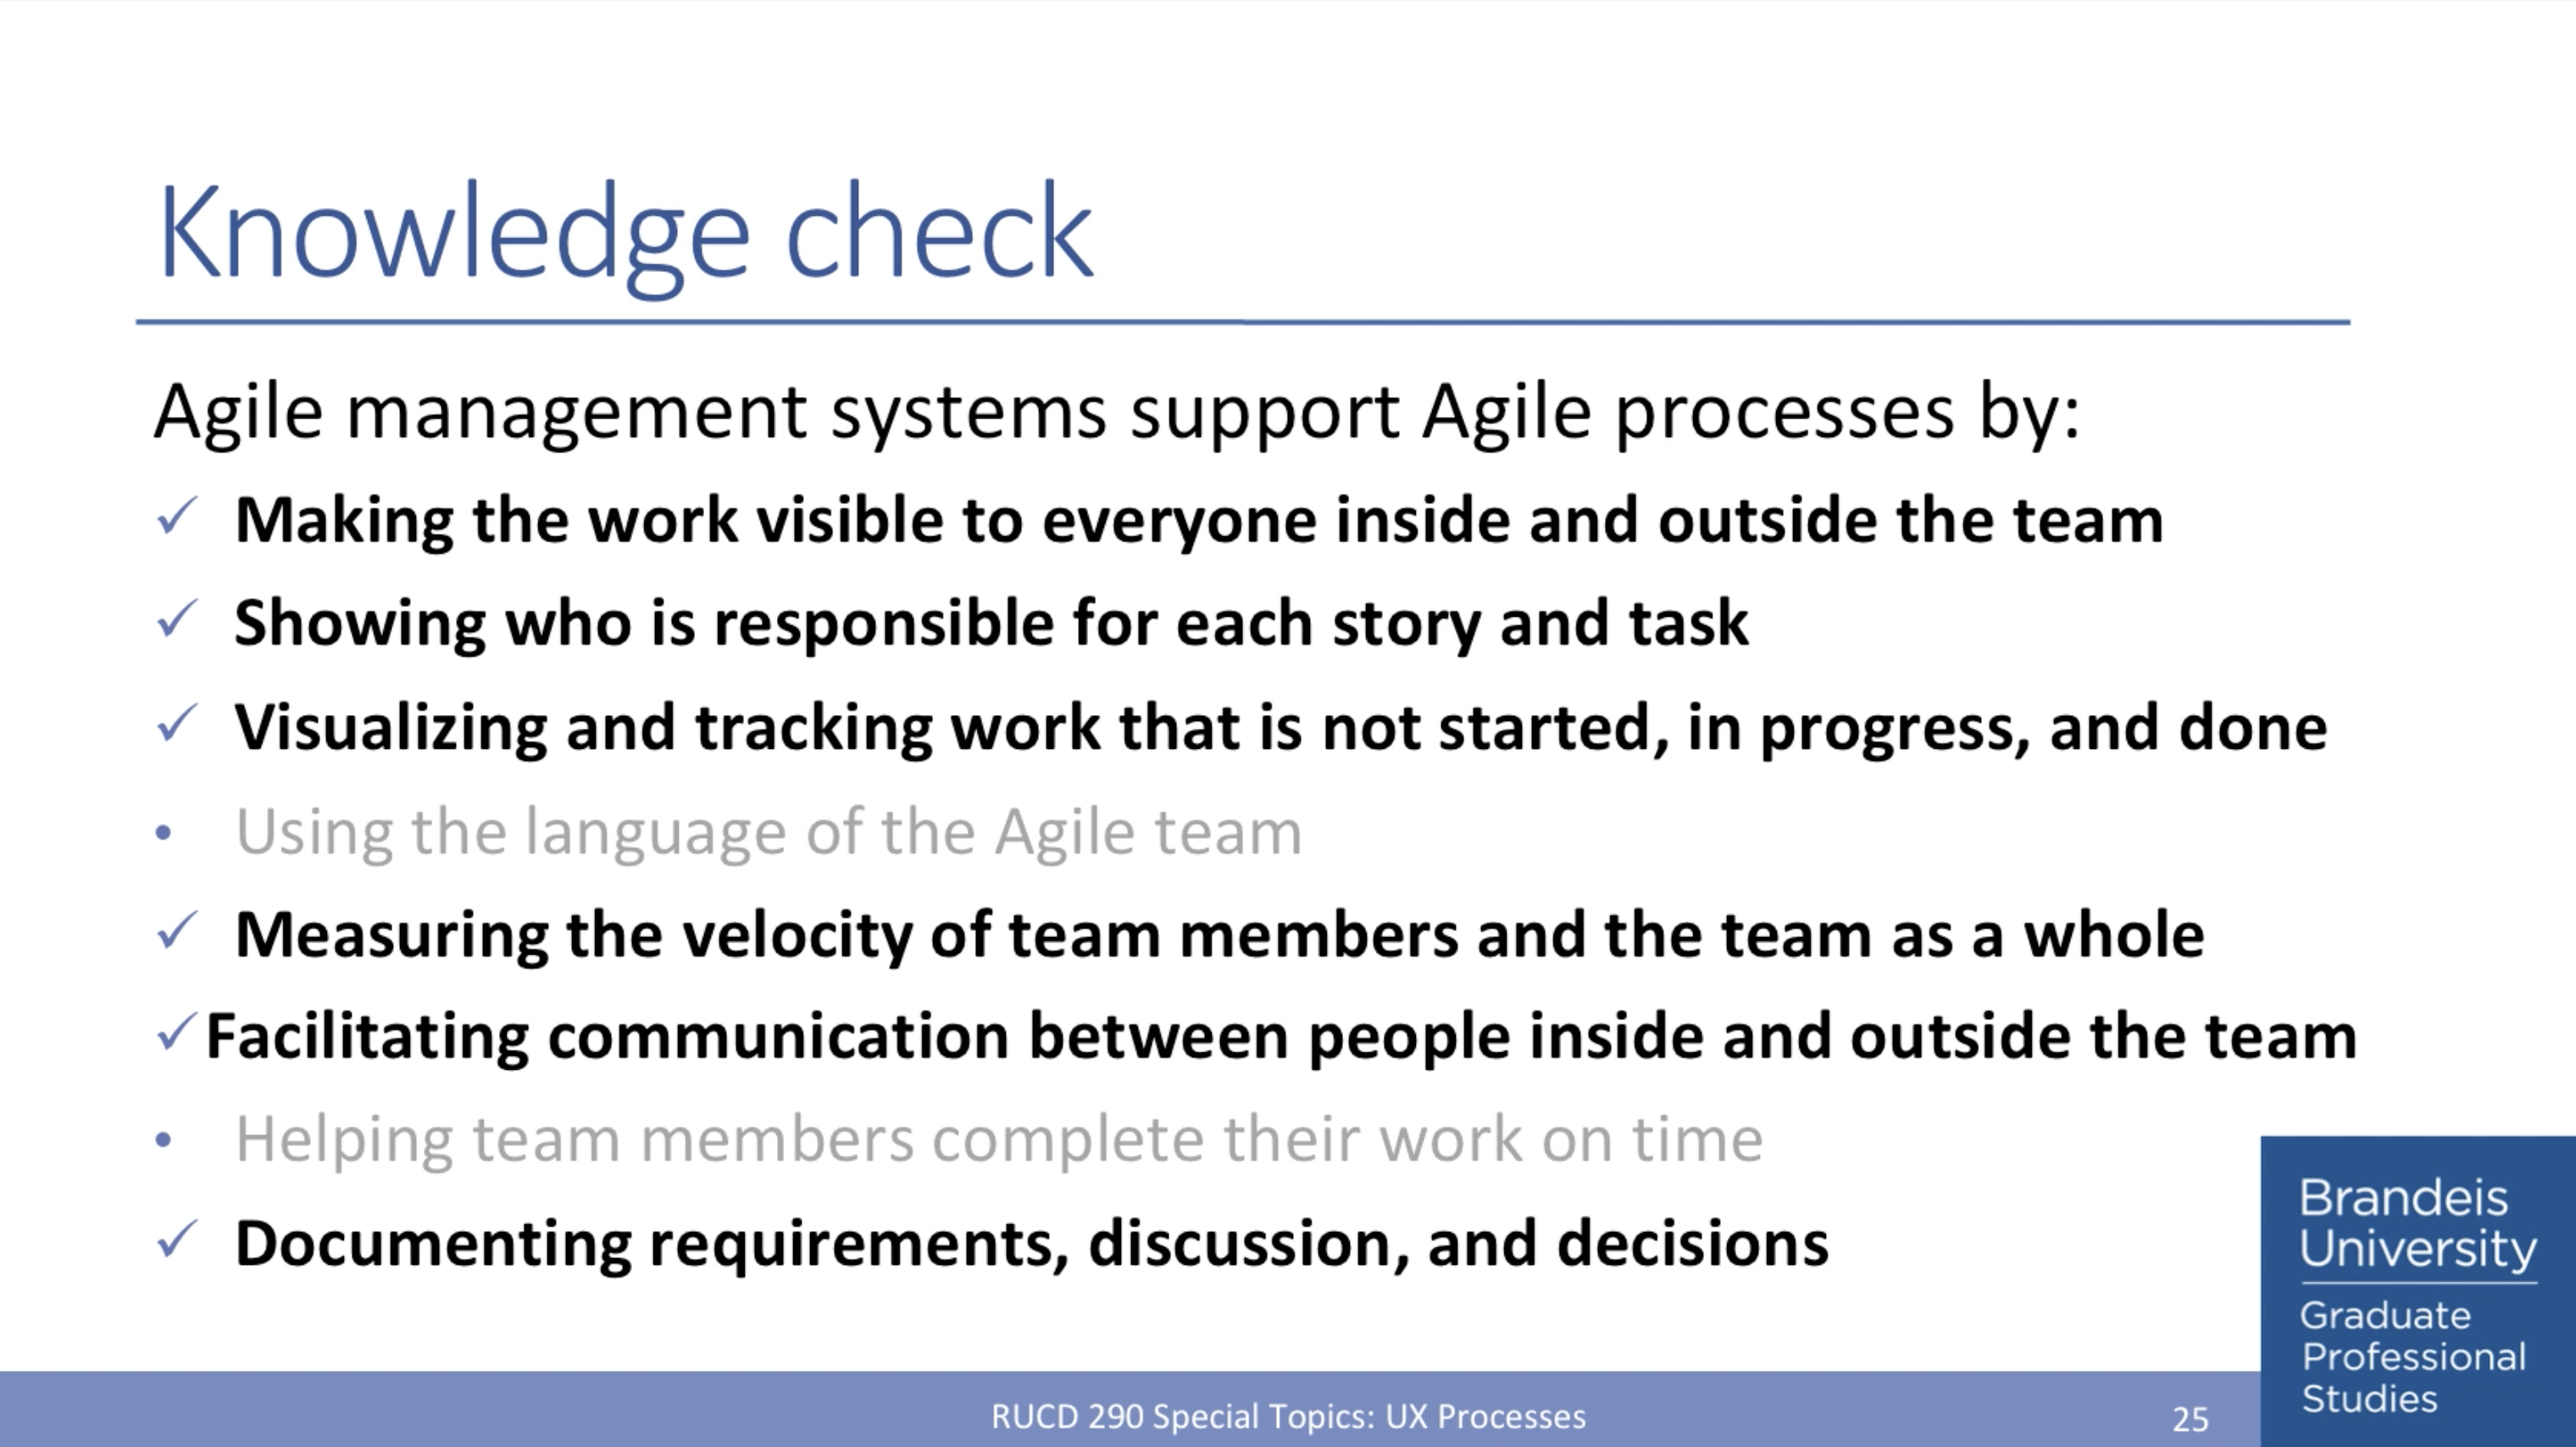 Knowledge check
Agile management systems support Agile processes by:
✓ Making the work visible to everyone inside and outside the team
✓ Showing who is responsible for each story and task
✓ Visualizing and tracking work that is not started, in progress, and done
• Using the language of the Agile team
✓ Measuring the velocity of team members and the team as a whole
✓ Facilitating communication between people inside and outside the team
• Helping team members complete their work on time
✓ Documenting requirements, discussion, and decisions
Brandeis
University
Graduate
Professional
Studies
RUCD 290 Special Topics: UX Processes
25